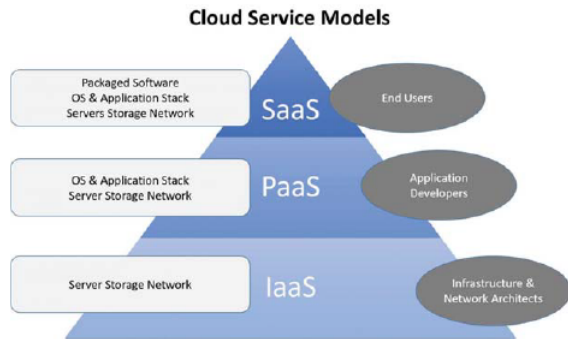 Cloud Service Models
Packaged Software
OS & Application Stack
Servers Storage Network
SaaS
End Users
OS & Application Stack
Server Storage Network
PaaS
Application
Developers
Server Storage Network
IaaS
Infrastructure &
Network Architects